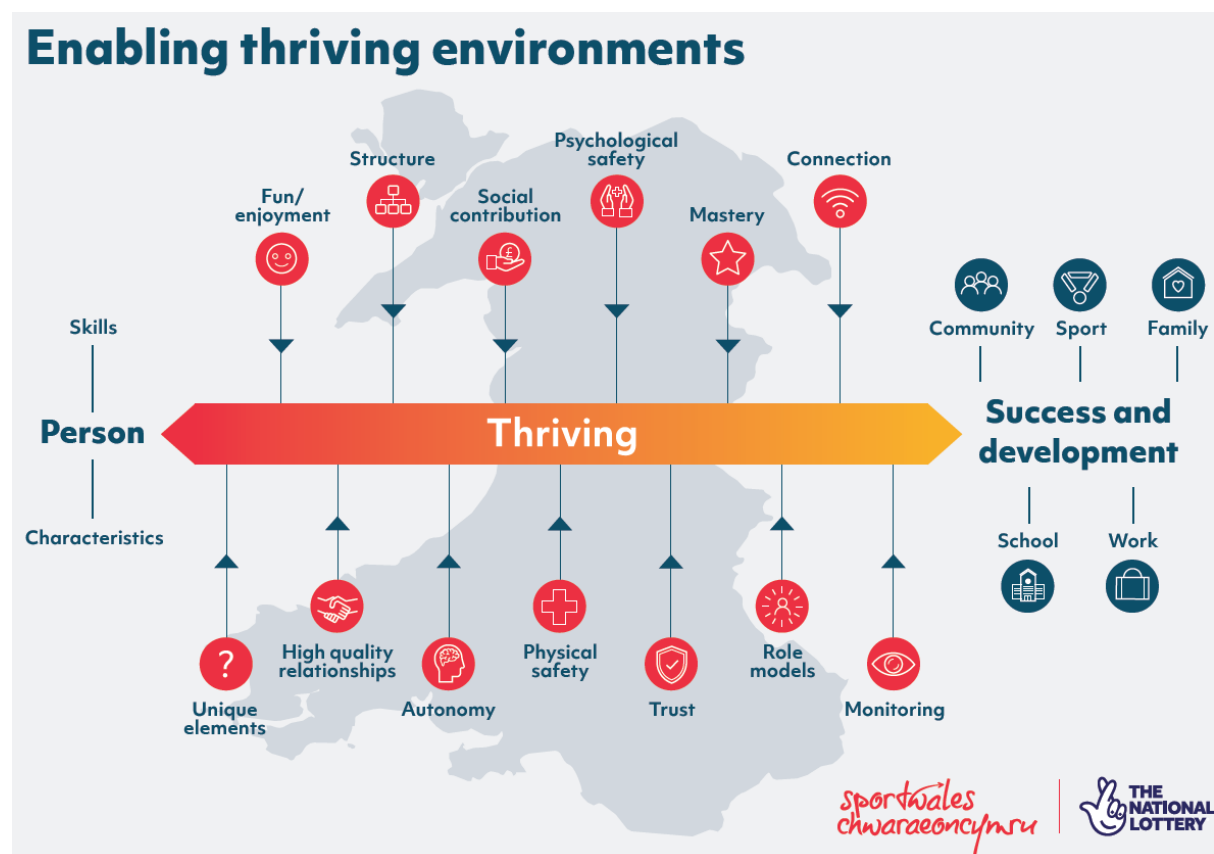 Enabling thriving environments
Fun/
enjoyment
Structure
Social
contribution
Psychological
safety
Mastery
Connection
Skills
Person
Characteristics
Thriving
Community
Sport
Family
Success and
development
School
Work
Unique
elements
?
High quality
relationships
Autonomy
Physical
safety
Trust
Role
models
Monitoring
£
sportwales
chwaraeoncymru
THE
NATIONAL
LOTTERY